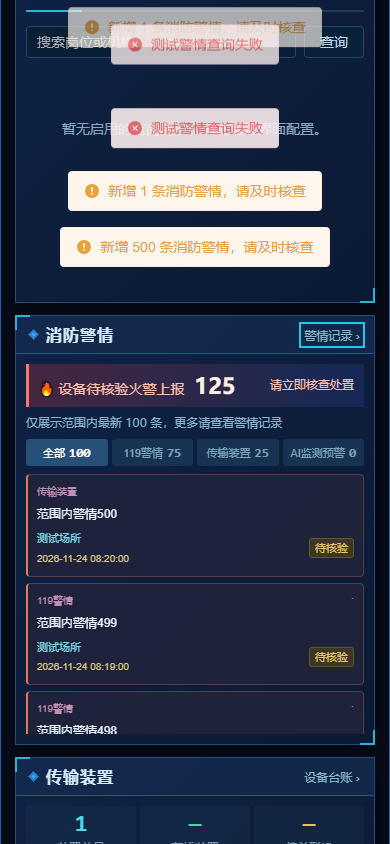 新增 1 条消防警情，请及时核查
搜索岗位或
查询
测试警情查询失败
暂无启用的
测试警情查询失败
界面配置。
新增 1 条消防警情，请及时核查
新增 500 条消防警情，请及时核查
消防警情
警情记录 ›
🔥 设备待核验火警上报 125 请立即核查处置
仅展示范围内最新 100 条，更多请查看警情记录
全部 100 119警情 75 传输装置 25 AI监测预警 0
传输装置
范围内警情500
测试场所
待核验
2026-11-24 08:20:00
119警情
范围内警情499
测试场所
待核验
2026-11-24 08:19:00
119警情
范围内警情498
传输装置
设备台账 ›
1 — —